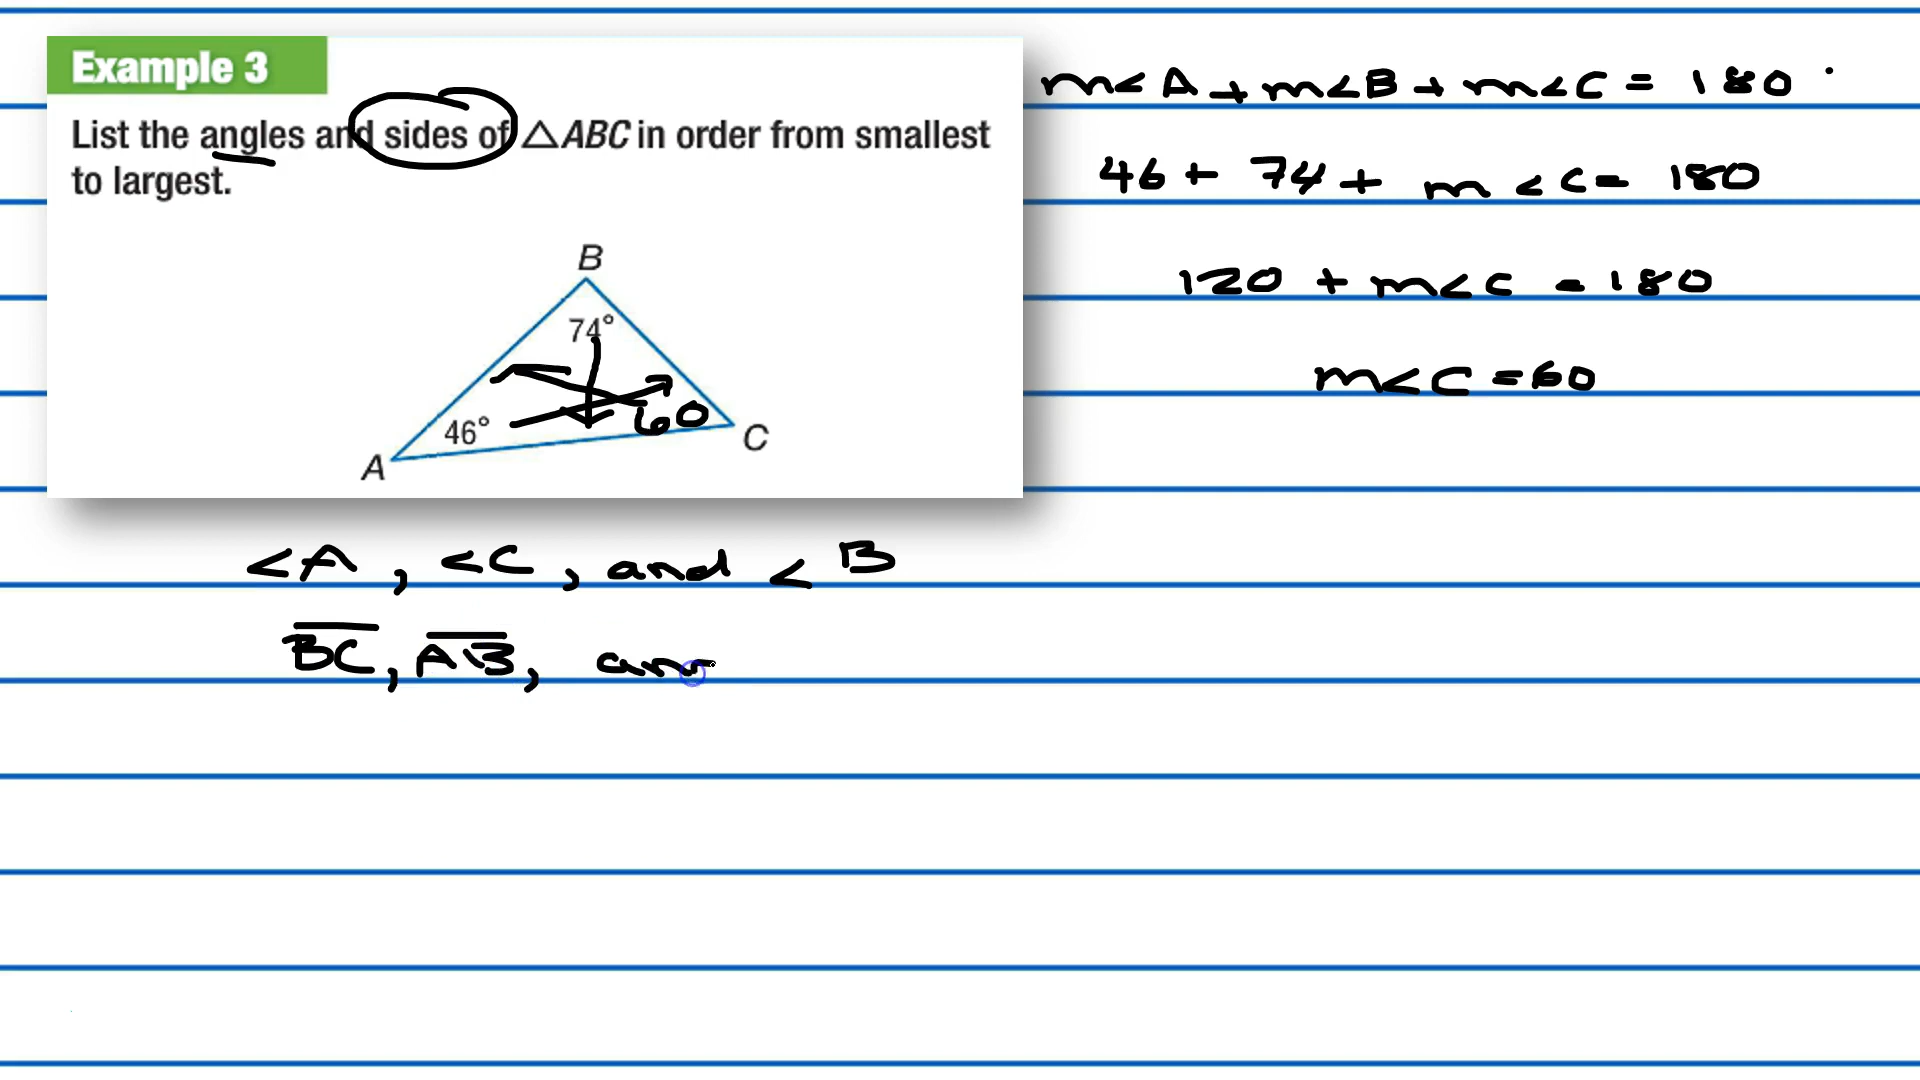 Example 3
List the angles and sides of △ABC in order from smallest
to largest.
B
74°
46°
60
A
C
m<A + m<B + m<C = 180
46 + 74 + m<C = 180
120 + m<C = 180
m<C = 60
<A, <C, and <B
BC, AB, an